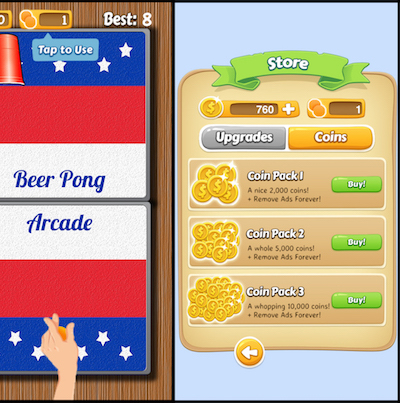 0
1
Best: 8
Tap to Use
Beer Pong
Arcade
Store
760
1
Upgrades
Coins
Coin Pack 1
A nice 2,000 coins!
+ Remove Ads Forever!
Buy!
Coin Pack 2
A whole 5,000 coins!
+ Remove Ads Forever!
Buy!
Coin Pack 3
A whopping 10,000 coins!
+ Remove Ads Forever!
Buy!